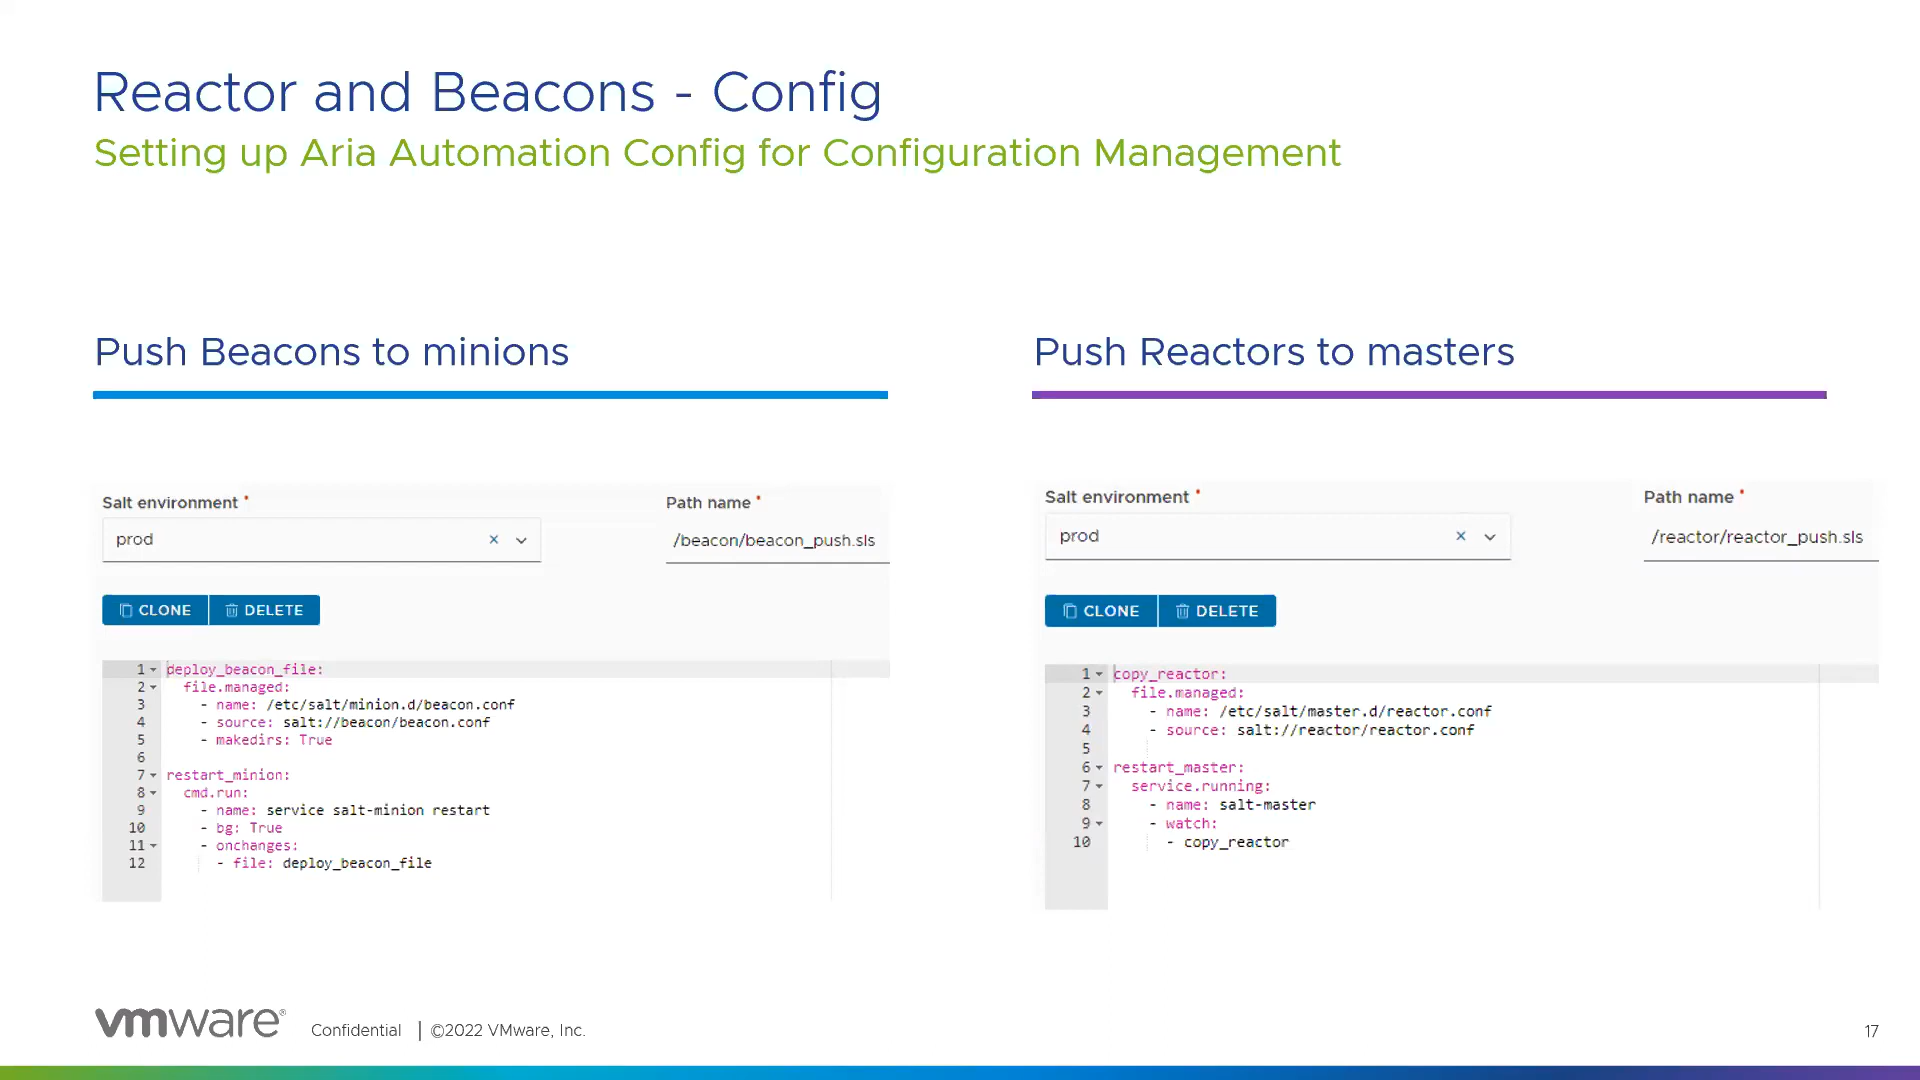 Reactor and Beacons - Config
Setting up Aria Automation Config for Configuration Management
Push Beacons to minions
Salt environment *
Path name *
prod
/beacon/beacon_push.sls
CLONE
DELETE
1 deploy_beacon_file:
2   file.managed:
3     - name: /etc/salt/minion.d/beacon.conf
4     - source: salt://beacon/beacon.conf
5     - makedirs: True
6
7 restart_minion:
8   cmd.run:
9     - name: service salt-minion restart
10     - bg: True
11     - onchanges:
12       - file: deploy_beacon_file
Push Reactors to masters
Salt environment *
Path name *
prod
/reactor/reactor_push.sls
CLONE
DELETE
1 copy_reactor:
2   file.managed:
3     - name: /etc/salt/master.d/reactor.conf
4     - source: salt://reactor/reactor.conf
5
6 restart_master:
7   service.running:
8     - name: salt-master
9     - watch:
10       - copy_reactor
vmware®
Confidential | ©2022 VMware, Inc.
17